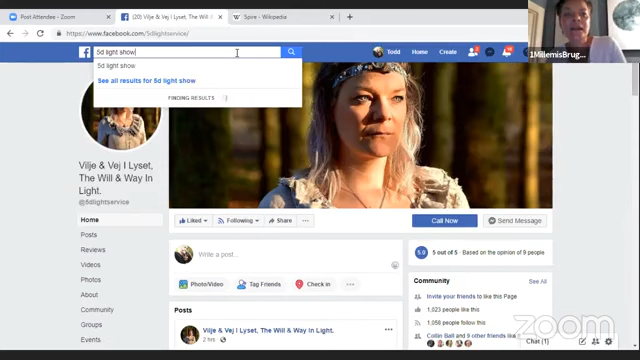 Post Attendee - Zoom
(20) Vilje & Vej I Lyset, The Will &
Spire - Wikipedia
https://www.facebook.com/5dlightservice/
5d light show
Todd
Home
Create
5d light show
See all results for 5d light show
FINDING RESULTS
1MillemisBrug...
Vilje & Vej I Lyset,
The Will & Way In
Light.
@5dlightservice
Home
Posts
Reviews
Videos
Photos
About
Community
Groups
Events
Liked
Following
Share
Call Now
Send Message
Write a post...
Photo/Video
Tag Friends
Check in
Posts
Vilje & Vej I Lyset, The Will & Way In Light.
2 hrs
5.0
5 out of 5 · Based on the opinion of 9 people
Community
See All
Invite your friends to like this Page
1,023 people like this
1,056 people follow this
Collin Ball and 9 other friends like
Chat (1)
zoom